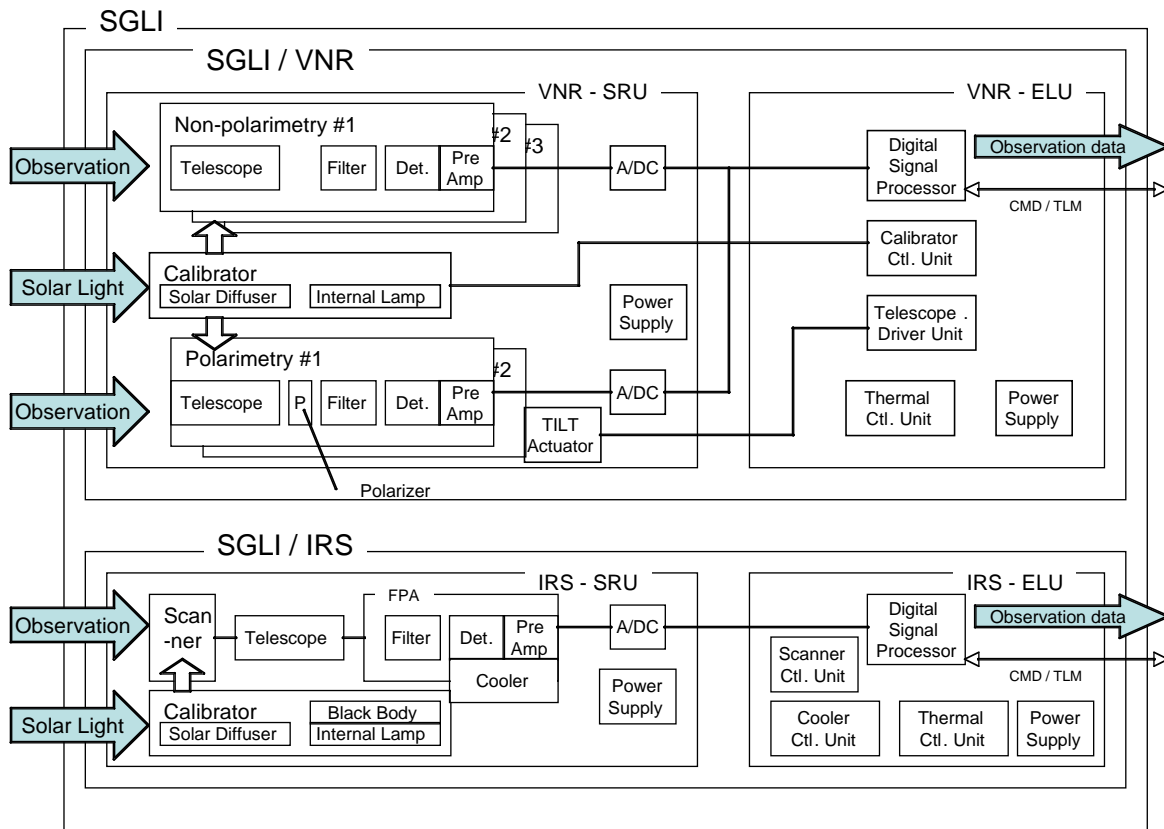 SGLI
SGLI / VNR
VNR - SRU
VNR - ELU
Non-polarimetry #1
#2
#3
Observation
Telescope
Filter
Det.
Pre
Amp
A/DC
Digital
Signal
Processor
Observation data
CMD / TLM
Solar Light
Calibrator
Solar Diffuser
Internal Lamp
Calibrator
Ctl. Unit
Power
Supply
Telescope .
Driver Unit
Polarimetry #1
#2
Observation
Telescope
P
Filter
Det.
Pre
Amp
A/DC
TILT
Actuator
Thermal
Ctl. Unit
Power
Supply
Polarizer
SGLI / IRS
IRS - SRU
IRS - ELU
Observation
Scan
-ner
Telescope
FPA
Filter
Det.
Pre
Amp
Cooler
A/DC
Digital
Signal
Processor
Observation data
CMD / TLM
Scanner
Ctl. Unit
Power
Supply
Solar Light
Calibrator
Solar Diffuser
Black Body
Internal Lamp
Cooler
Ctl. Unit
Thermal
Ctl. Unit
Power
Supply